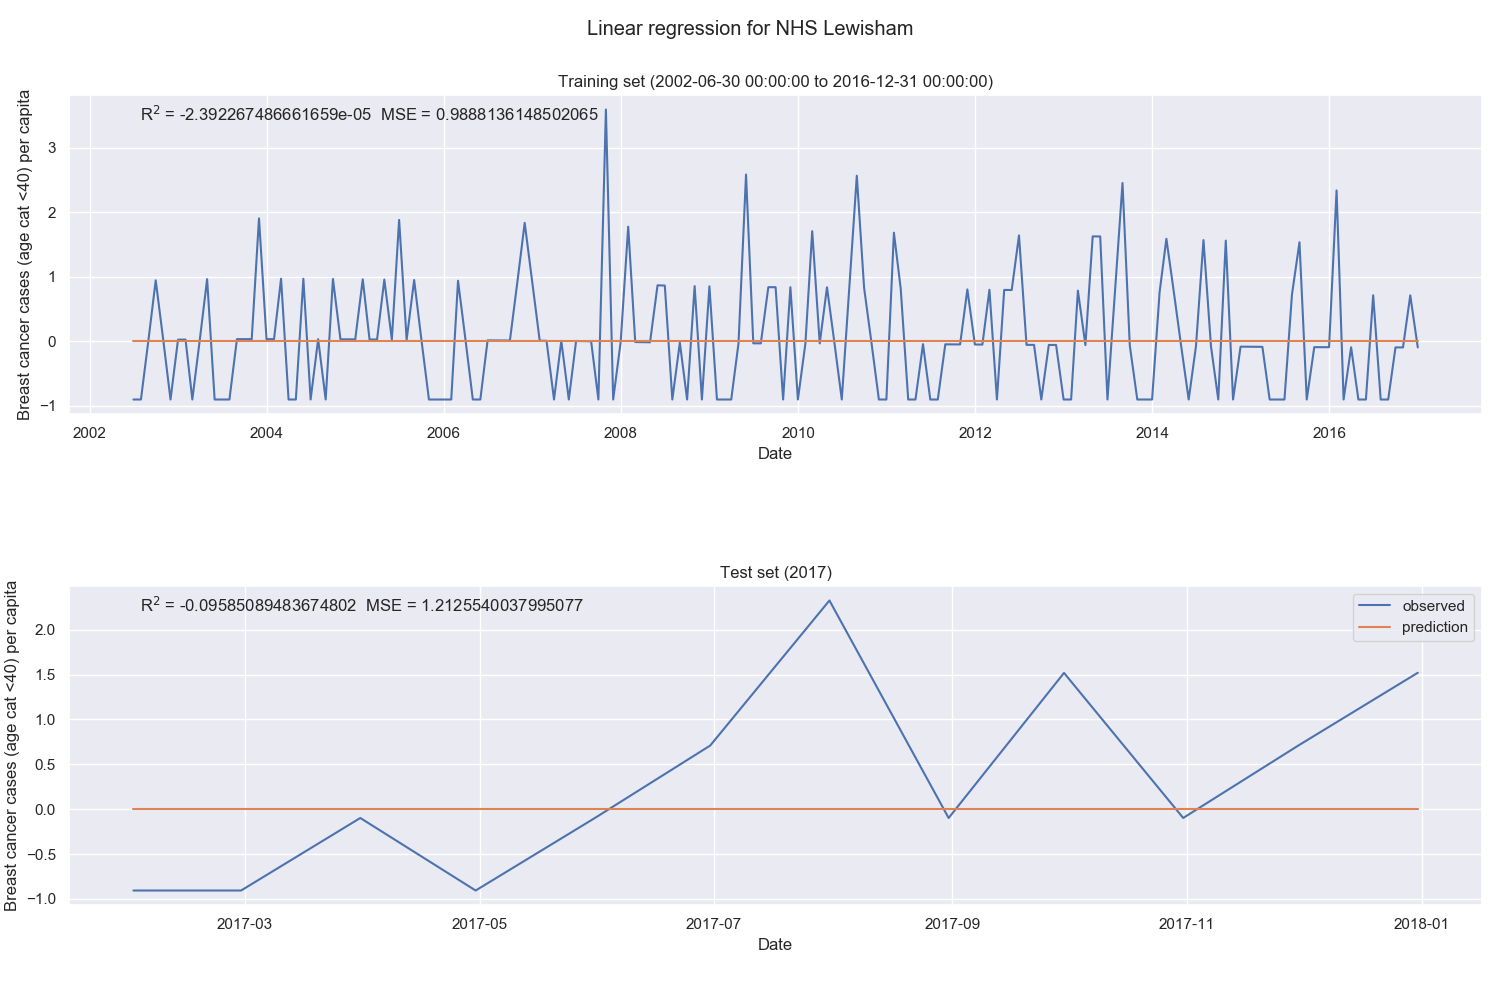 Linear regression for NHS Lewisham
Training set (2002-06-30 00:00:00 to 2016-12-31 00:00:00)
R² = -2.392267486661659e-05  MSE = 0.9888136148502065
Breast cancer cases (age cat <40) per capita
3
2
1
0
−1
2002 2004 2006 2008 2010 2012 2014 2016
Date
Test set (2017)
R² = -0.09585089483674802  MSE = 1.2125540037995077
observed
prediction
Breast cancer cases (age cat <40) per capita
2.0
1.5
1.0
0.5
0.0
−0.5
−1.0
2017-03 2017-05 2017-07 2017-09 2017-11 2018-01
Date